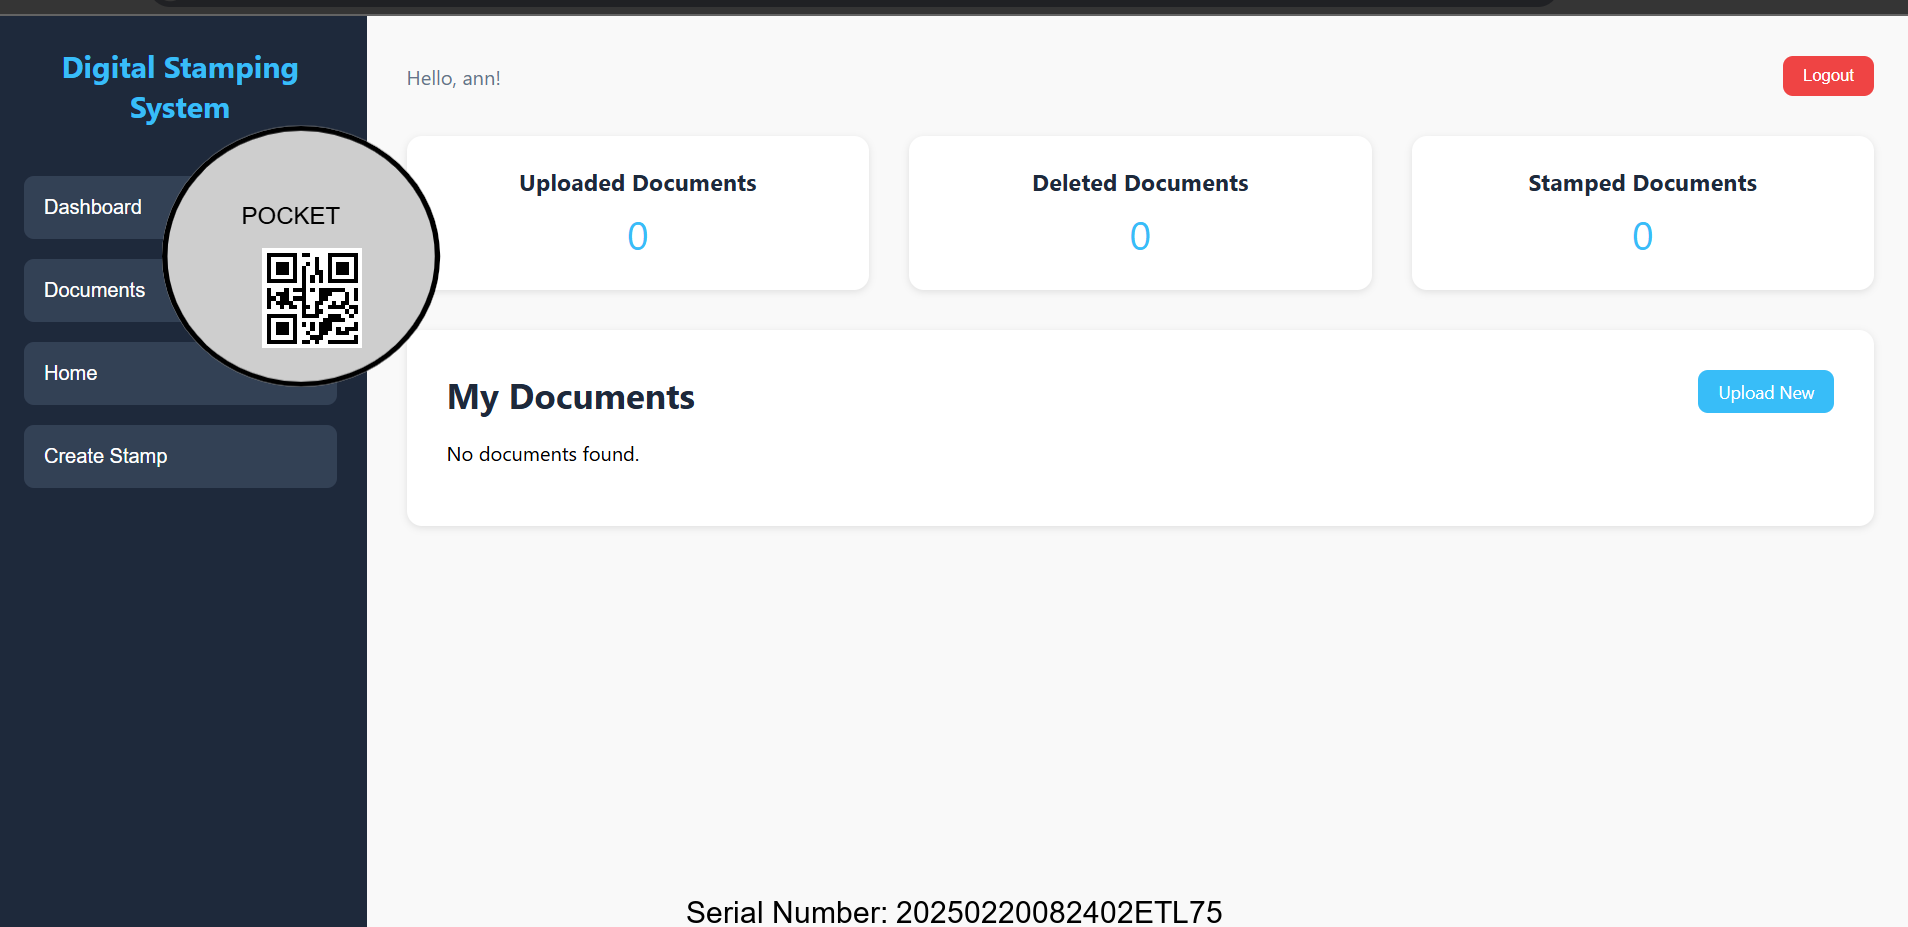 Digital Stamping
System
Hello, ann!
Logout
Dashboard
Documents
Home
Create Stamp
POCKET
Uploaded Documents
0
Deleted Documents
0
Stamped Documents
0
My Documents
Upload New
No documents found.
Serial Number: 20250220082402ETL75